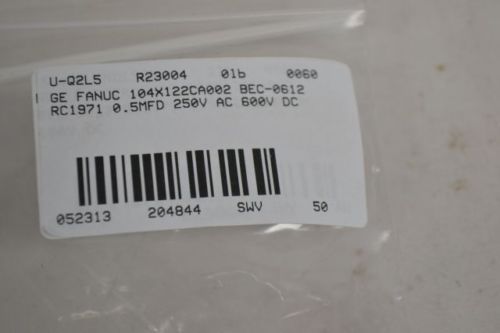 U-Q2L5 R23004 01b 0060
GE FANUC 104X122CA002 BEC-0612
RC1971 0.5MFD 250V AC 600V DC
052313 204844 SWV 50